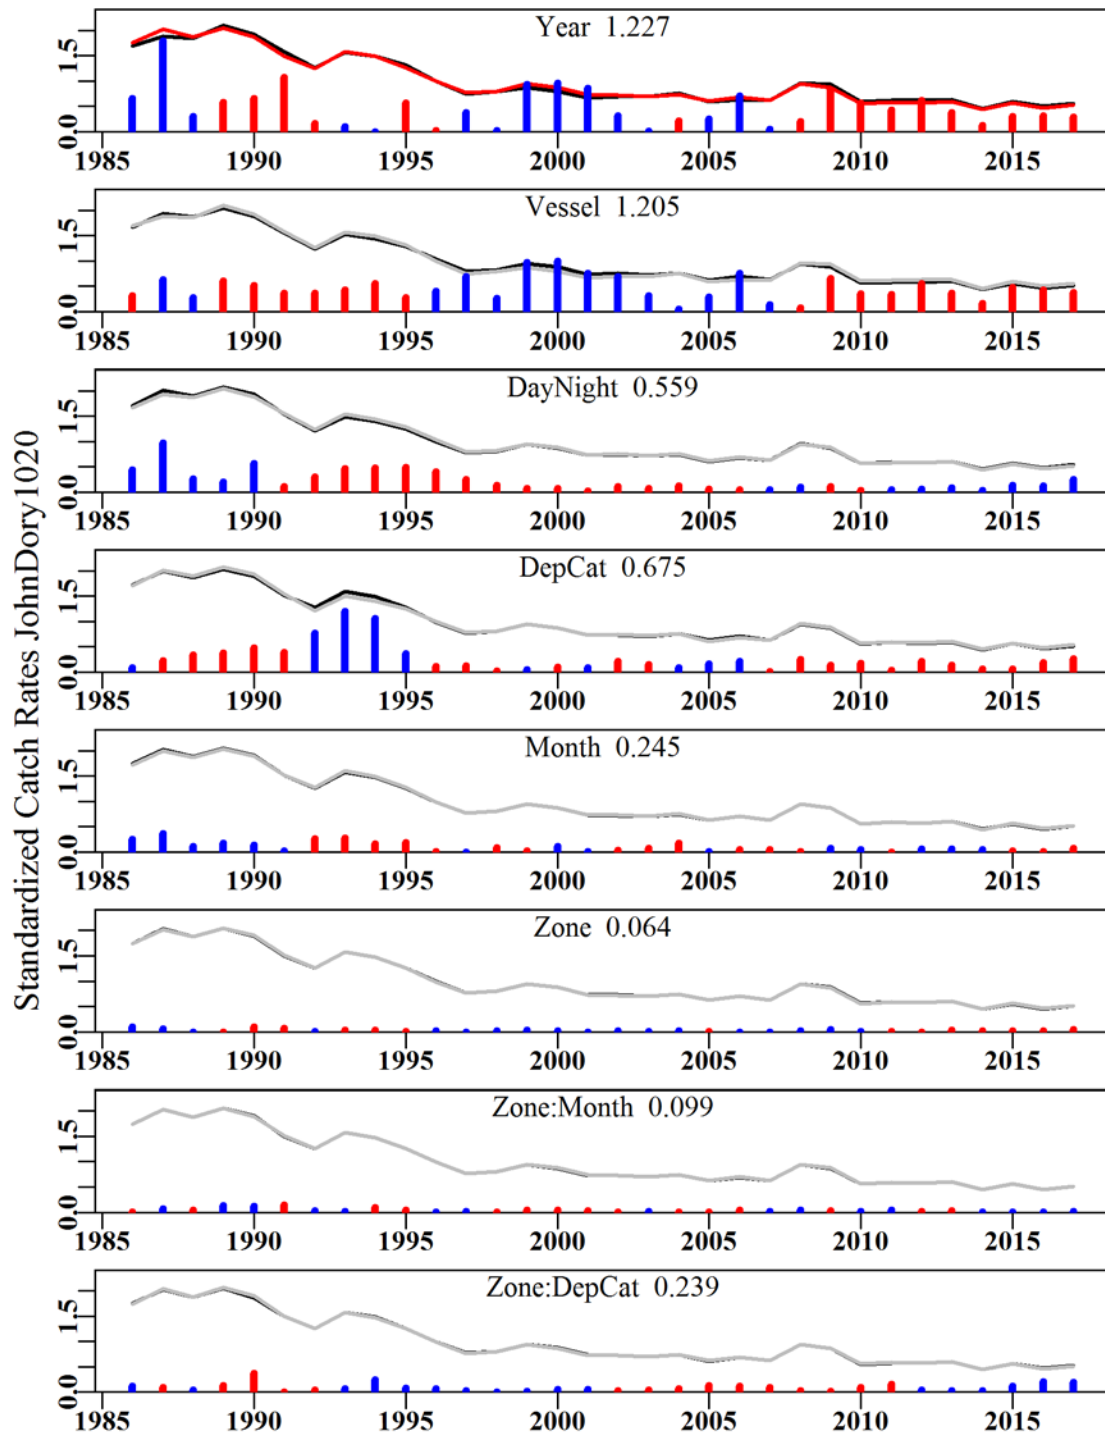 Standardized Catch Rates JohnDory1020
Year 1.227
1.5
0.0
1985 1990 1995 2000 2005 2010 2015
Vessel 1.205
1.5
0.0
1985 1990 1995 2000 2005 2010 2015
DayNight 0.559
1.5
0.0
1985 1990 1995 2000 2005 2010 2015
DepCat 0.675
1.5
0.0
1985 1990 1995 2000 2005 2010 2015
Month 0.245
1.5
0.0
1985 1990 1995 2000 2005 2010 2015
Zone 0.064
1.5
0.0
1985 1990 1995 2000 2005 2010 2015
Zone:Month 0.099
1.5
0.0
1985 1990 1995 2000 2005 2010 2015
Zone:DepCat 0.239
1.5
0.0
1985 1990 1995 2000 2005 2010 2015